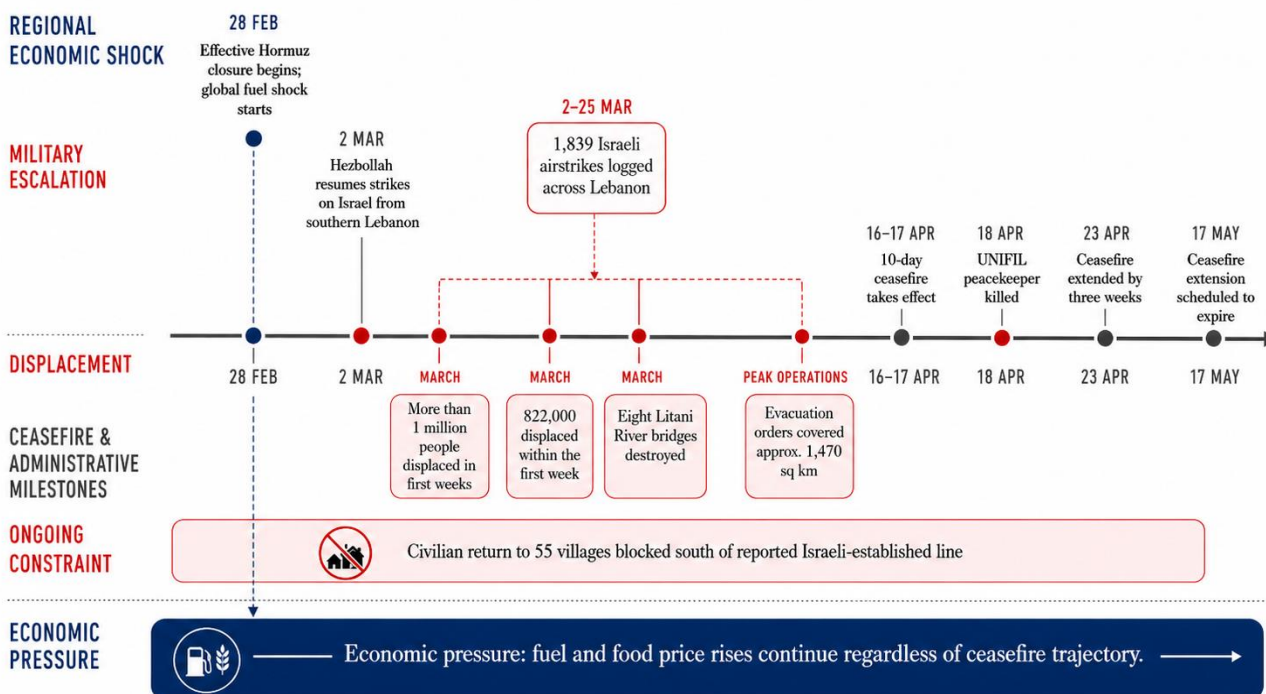 REGIONAL
ECONOMIC SHOCK
28 FEB
Effective Hormuz
closure begins;
global fuel shock
starts
MILITARY
ESCALATION
2 MAR
Hezbollah
resumes strikes
on Israel from
southern Lebanon
2–25 MAR
1,839 Israeli
airstrikes logged
across Lebanon
16–17 APR
10-day
ceasefire
takes effect
18 APR
UNIFIL
peacekeeper
killed
23 APR
Ceasefire
extended by
three weeks
17 MAY
Ceasefire
extension
scheduled to
expire
DISPLACEMENT
28 FEB
2 MAR
MARCH
More than
1 million
people
displaced in
first weeks
MARCH
822,000
displaced
within the
first week
MARCH
Eight Litani
River bridges
destroyed
PEAK OPERATIONS
Evacuation
orders covered
approx. 1,470
sq km
16–17 APR
18 APR
23 APR
17 MAY
CEASEFIRE &
ADMINISTRATIVE
MILESTONES
ONGOING
CONSTRAINT
Civilian return to 55 villages blocked south of reported Israeli-established line
ECONOMIC
PRESSURE
Economic pressure: fuel and food price rises continue regardless of ceasefire trajectory.